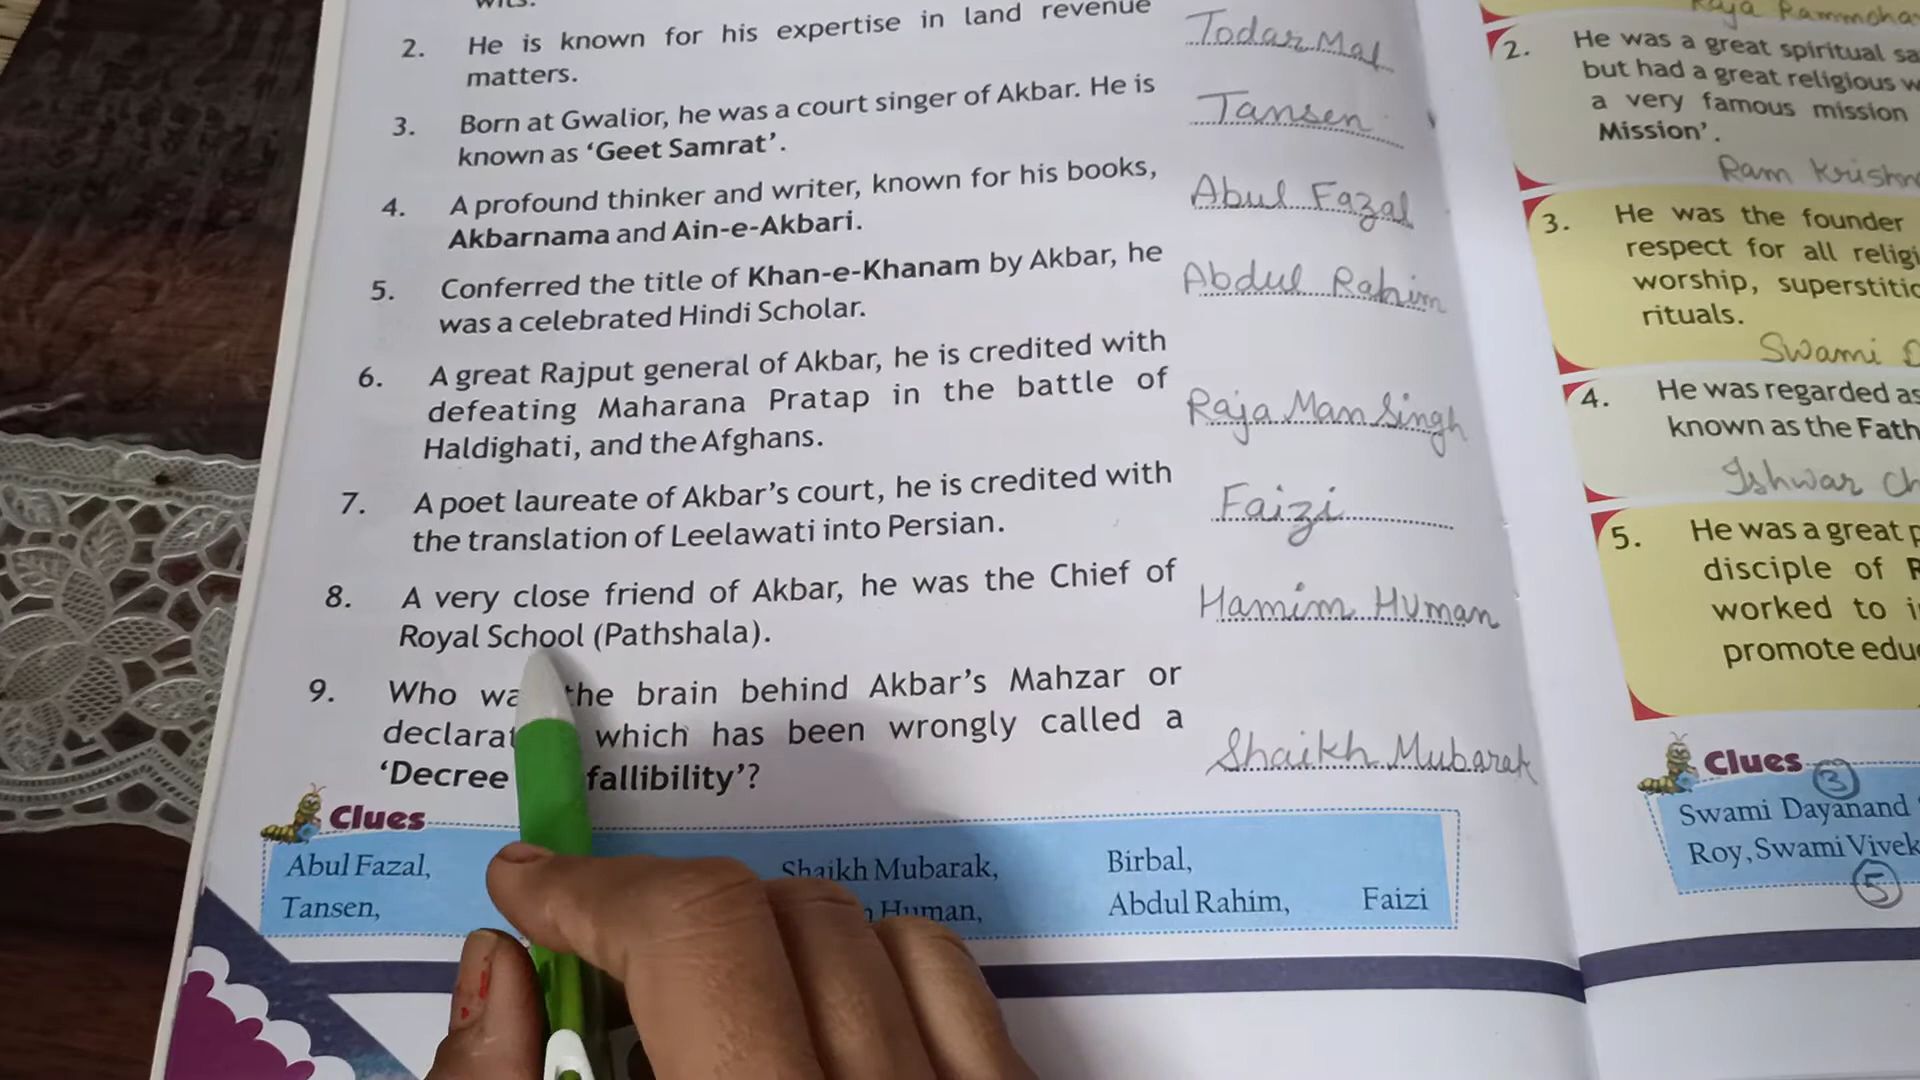 2. He is known for his expertise in land revenue
matters.
Todar Mal
3. Born at Gwalior, he was a court singer of Akbar. He is
known as ‘Geet Samrat’.
Tansen
4. A profound thinker and writer, known for his books,
Akbarnama and Ain-e-Akbari.
Abul Fazal
5. Conferred the title of Khan-e-Khanam by Akbar, he
was a celebrated Hindi Scholar.
Abdul Rahim
6. A great Rajput general of Akbar, he is credited with
defeating Maharana Pratap in the battle of
Haldighati, and the Afghans.
Raja Man Singh
7. A poet laureate of Akbar’s court, he is credited with
the translation of Leelawati into Persian.
Faizi
8. A very close friend of Akbar, he was the Chief of
Royal School (Pathshala).
Hamim Human
9. Who the brain behind Akbar’s Mahzar or
which has been wrongly called a
‘Decree fallibility’?
Shaikh Mubarak
Clues
Abul Fazal, Shaikh Mubarak, Birbal,
Tansen, Human, Abdul Rahim, Faizi
Raja
2. He was a great spiritual
but had a great religious
a very famous mission
Mission’.
Ram
3. He was the founder
respect for all
worship,
rituals.
Swami
4. He was regarded as
known as the
Ishwar
5. He was a great
disciple of
worked to
promote
Clues
3
Swami Dayanand
Roy, Swami
5